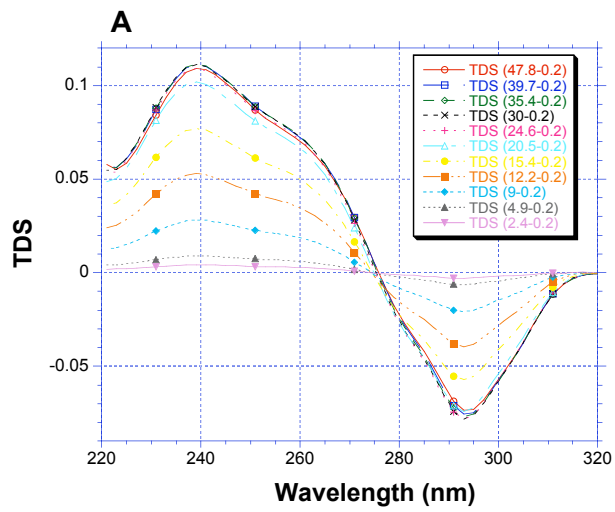 A
0.1
0.05
0
-0.05
TDS
TDS (47.8-0.2)
TDS (39.7-0.2)
TDS (35.4-0.2)
TDS (30-0.2)
TDS (24.6-0.2)
TDS (20.5-0.2)
TDS (15.4-0.2)
TDS (12.2-0.2)
TDS (9-0.2)
TDS (4.9-0.2)
TDS (2.4-0.2)
220 240 260 280 300 320
Wavelength (nm)